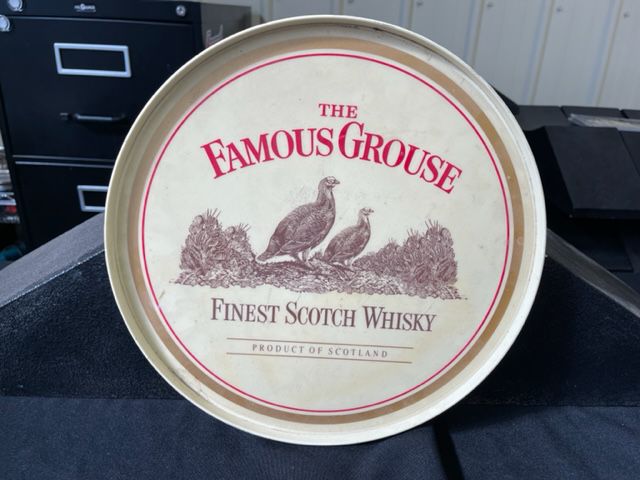 THE
FAMOUS GROUSE
FINEST SCOTCH WHISKY
PRODUCT OF SCOTLAND